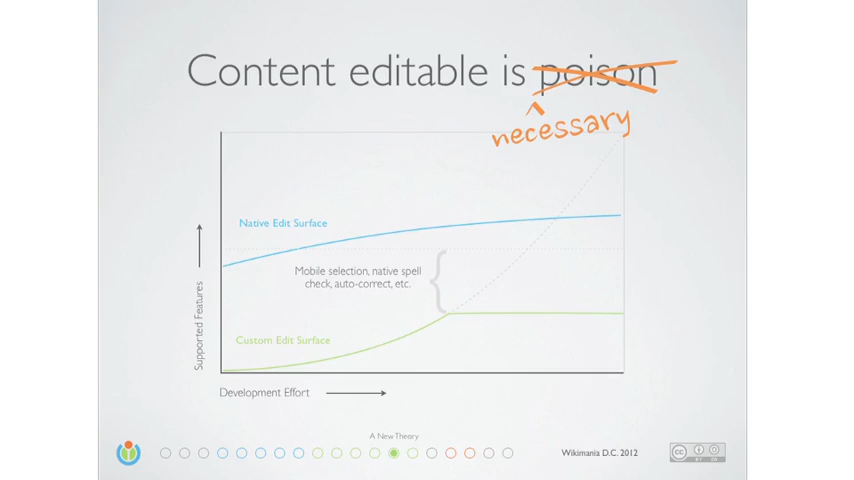 Content editable is poison
necessary
Native Edit Surface
Mobile selection, native spell
check, auto-correct, etc.
Custom Edit Surface
Supported Features
Development Effort
A New Theory
Wikimania D.C. 2012
cc